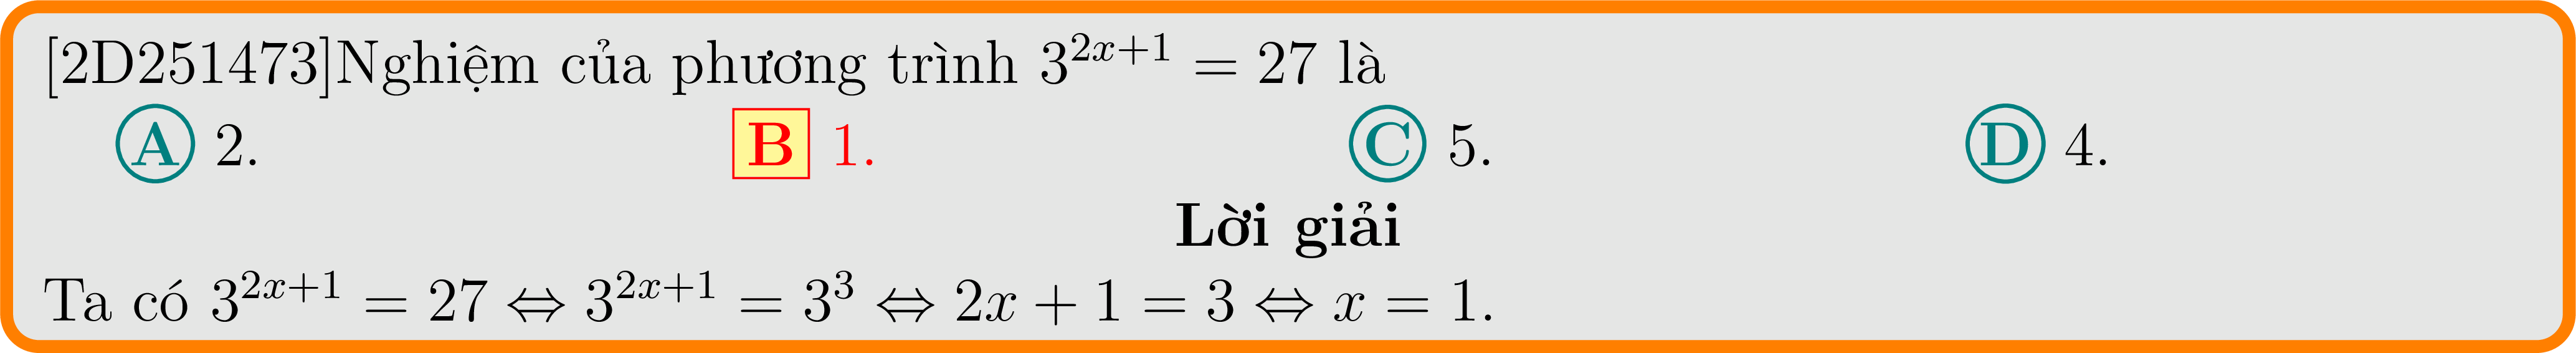 [2D251473]Nghiệm của phương trình $3^{2x+1} = 27$ là
A 2. B 1. C 5. D 4.
Lời giải
Ta có $3^{2x+1} = 27 \Leftrightarrow 3^{2x+1} = 3^3 \Leftrightarrow 2x + 1 = 3 \Leftrightarrow x = 1.$